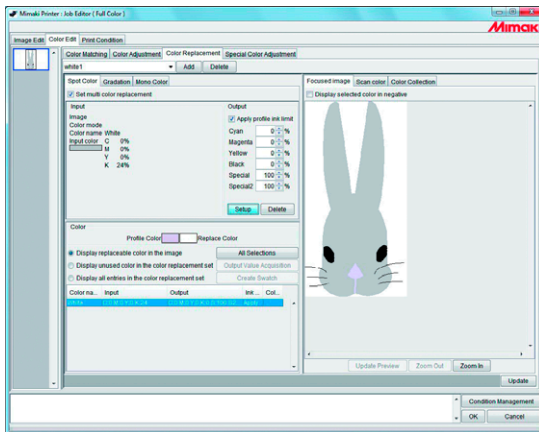 Mimaki Printer : Job Editor ( Full Color )
Mimaki
Image Edit Color Edit Print Condition
Color Matching Color Adjustment Color Replacement Special Color Adjustment
white1 Add Delete
Spot Color Gradation Mono Color
Set multi color replacement
Input
Image
Color mode
Color name White
Input color C 0%
M 0%
Y 0%
K 24%
Output
Apply profile ink limit
Cyan 0 %
Magenta 0 %
Yellow 0 %
Black 0 %
Special 100 %
Special2 100 %
Setup Delete
Color
Profile Color Replace Color
Display replaceable color in the image All Selections
Display unused color in the color replacement set Output Value Acquisition
Display all entries in the color replacement set Create Swatch
Color na... Input Output Init... Col...
White Apply
Focused image Scan color Color Collection
Display selected color in negative
Update Preview Zoom Out Zoom In
Update
Condition Management
OK Cancel